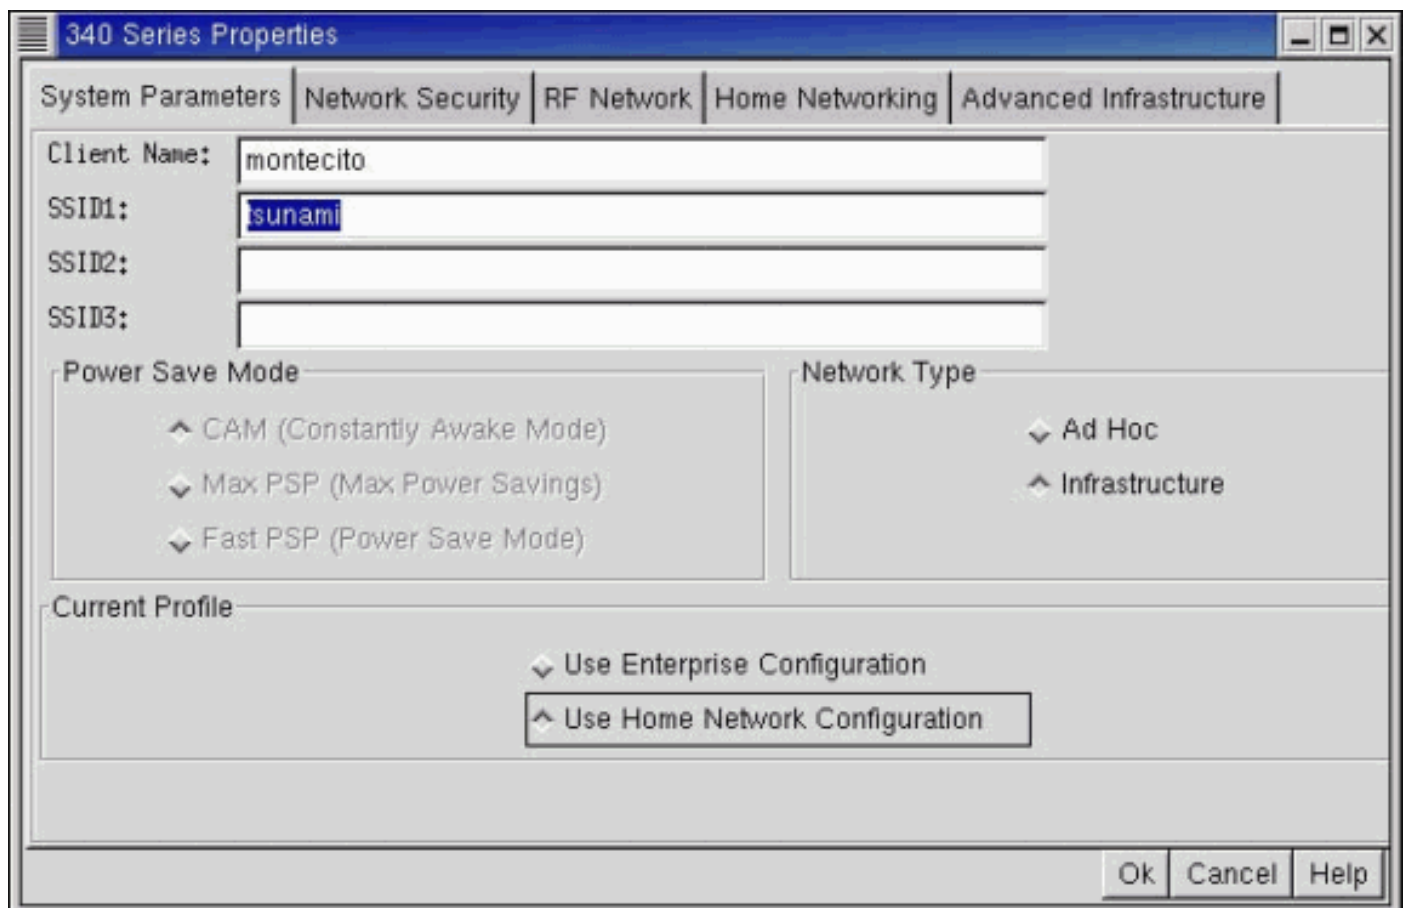 340 Series Properties
System Parameters Network Security RF Network Home Networking Advanced Infrastructure
Client Name: montecito
SSID1: tsunami
SSID2:
SSID3:
Power Save Mode
CAM (Constantly Awake Mode)
Max PSP (Max Power Savings)
Fast PSP (Power Save Mode)
Network Type
Ad Hoc
Infrastructure
Current Profile
Use Enterprise Configuration
Use Home Network Configuration
Ok Cancel Help